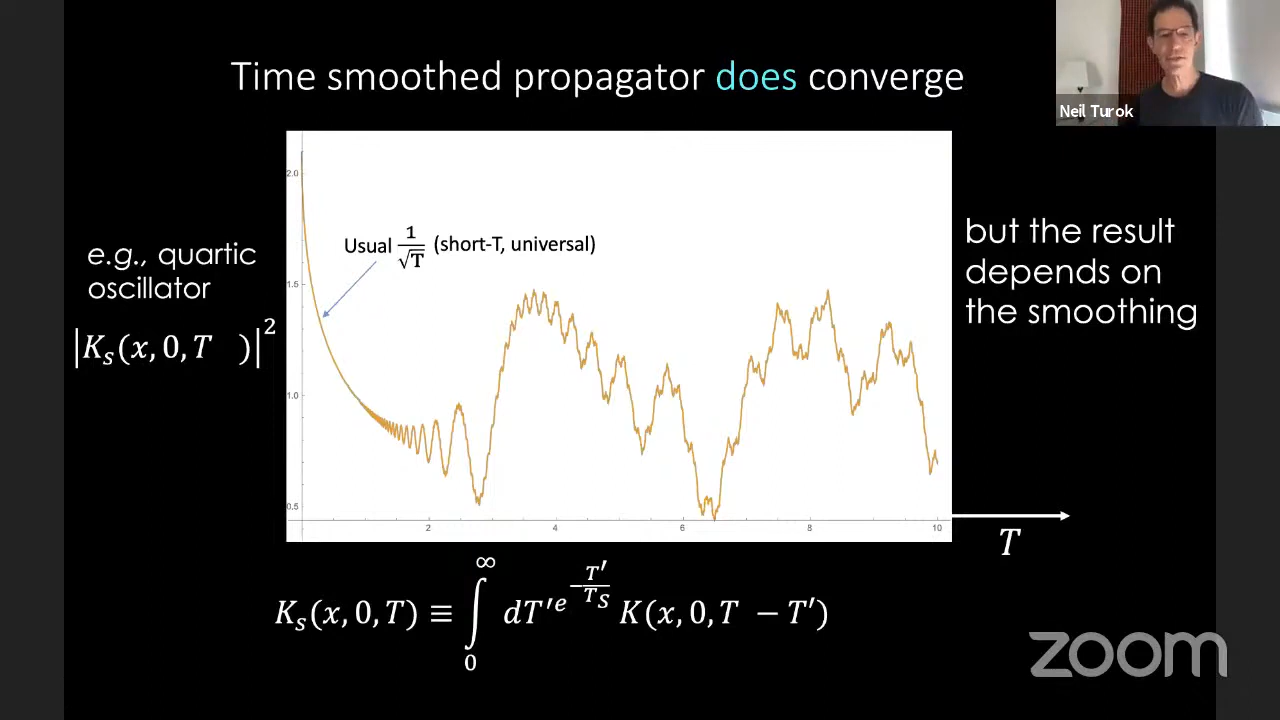 Time smoothed propagator does converge
Neil Turok
e.g., quartic
oscillator
|K_s(x, 0, T )|^2
2.0
1.5
1.0
0.5
Usual 1/√T (short-T, universal)
2 4 6 8 10
T
but the result
depends on
the smoothing
K_s(x, 0, T) ≡ ∫_0^∞ dT′e^{−T′/T_S} K(x, 0, T − T′)
zoom